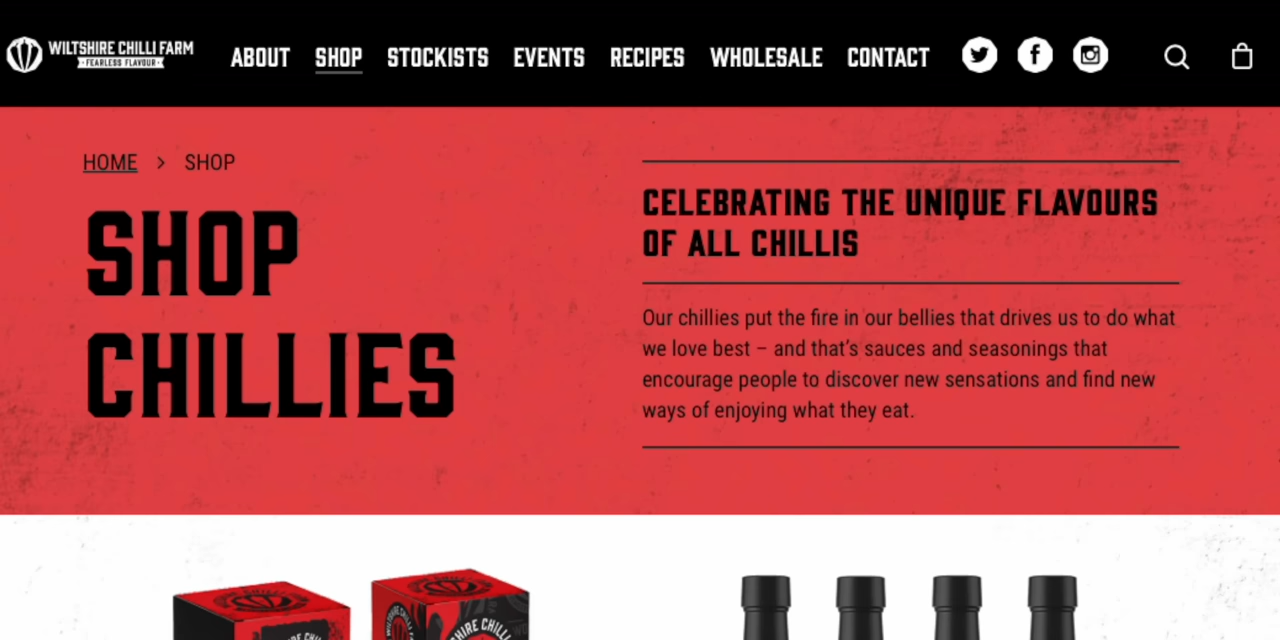 WILTSHIRE CHILLI FARM
FEARLESS FLAVOUR
ABOUT SHOP STOCKISTS EVENTS RECIPES WHOLESALE CONTACT
HOME > SHOP
SHOP
CHILLIES
CELEBRATING THE UNIQUE FLAVOURS
OF ALL CHILLIS
Our chillies put the fire in our bellies that drives us to do what
we love best – and that's sauces and seasonings that
encourage people to discover new sensations and find new
ways of enjoying what they eat.